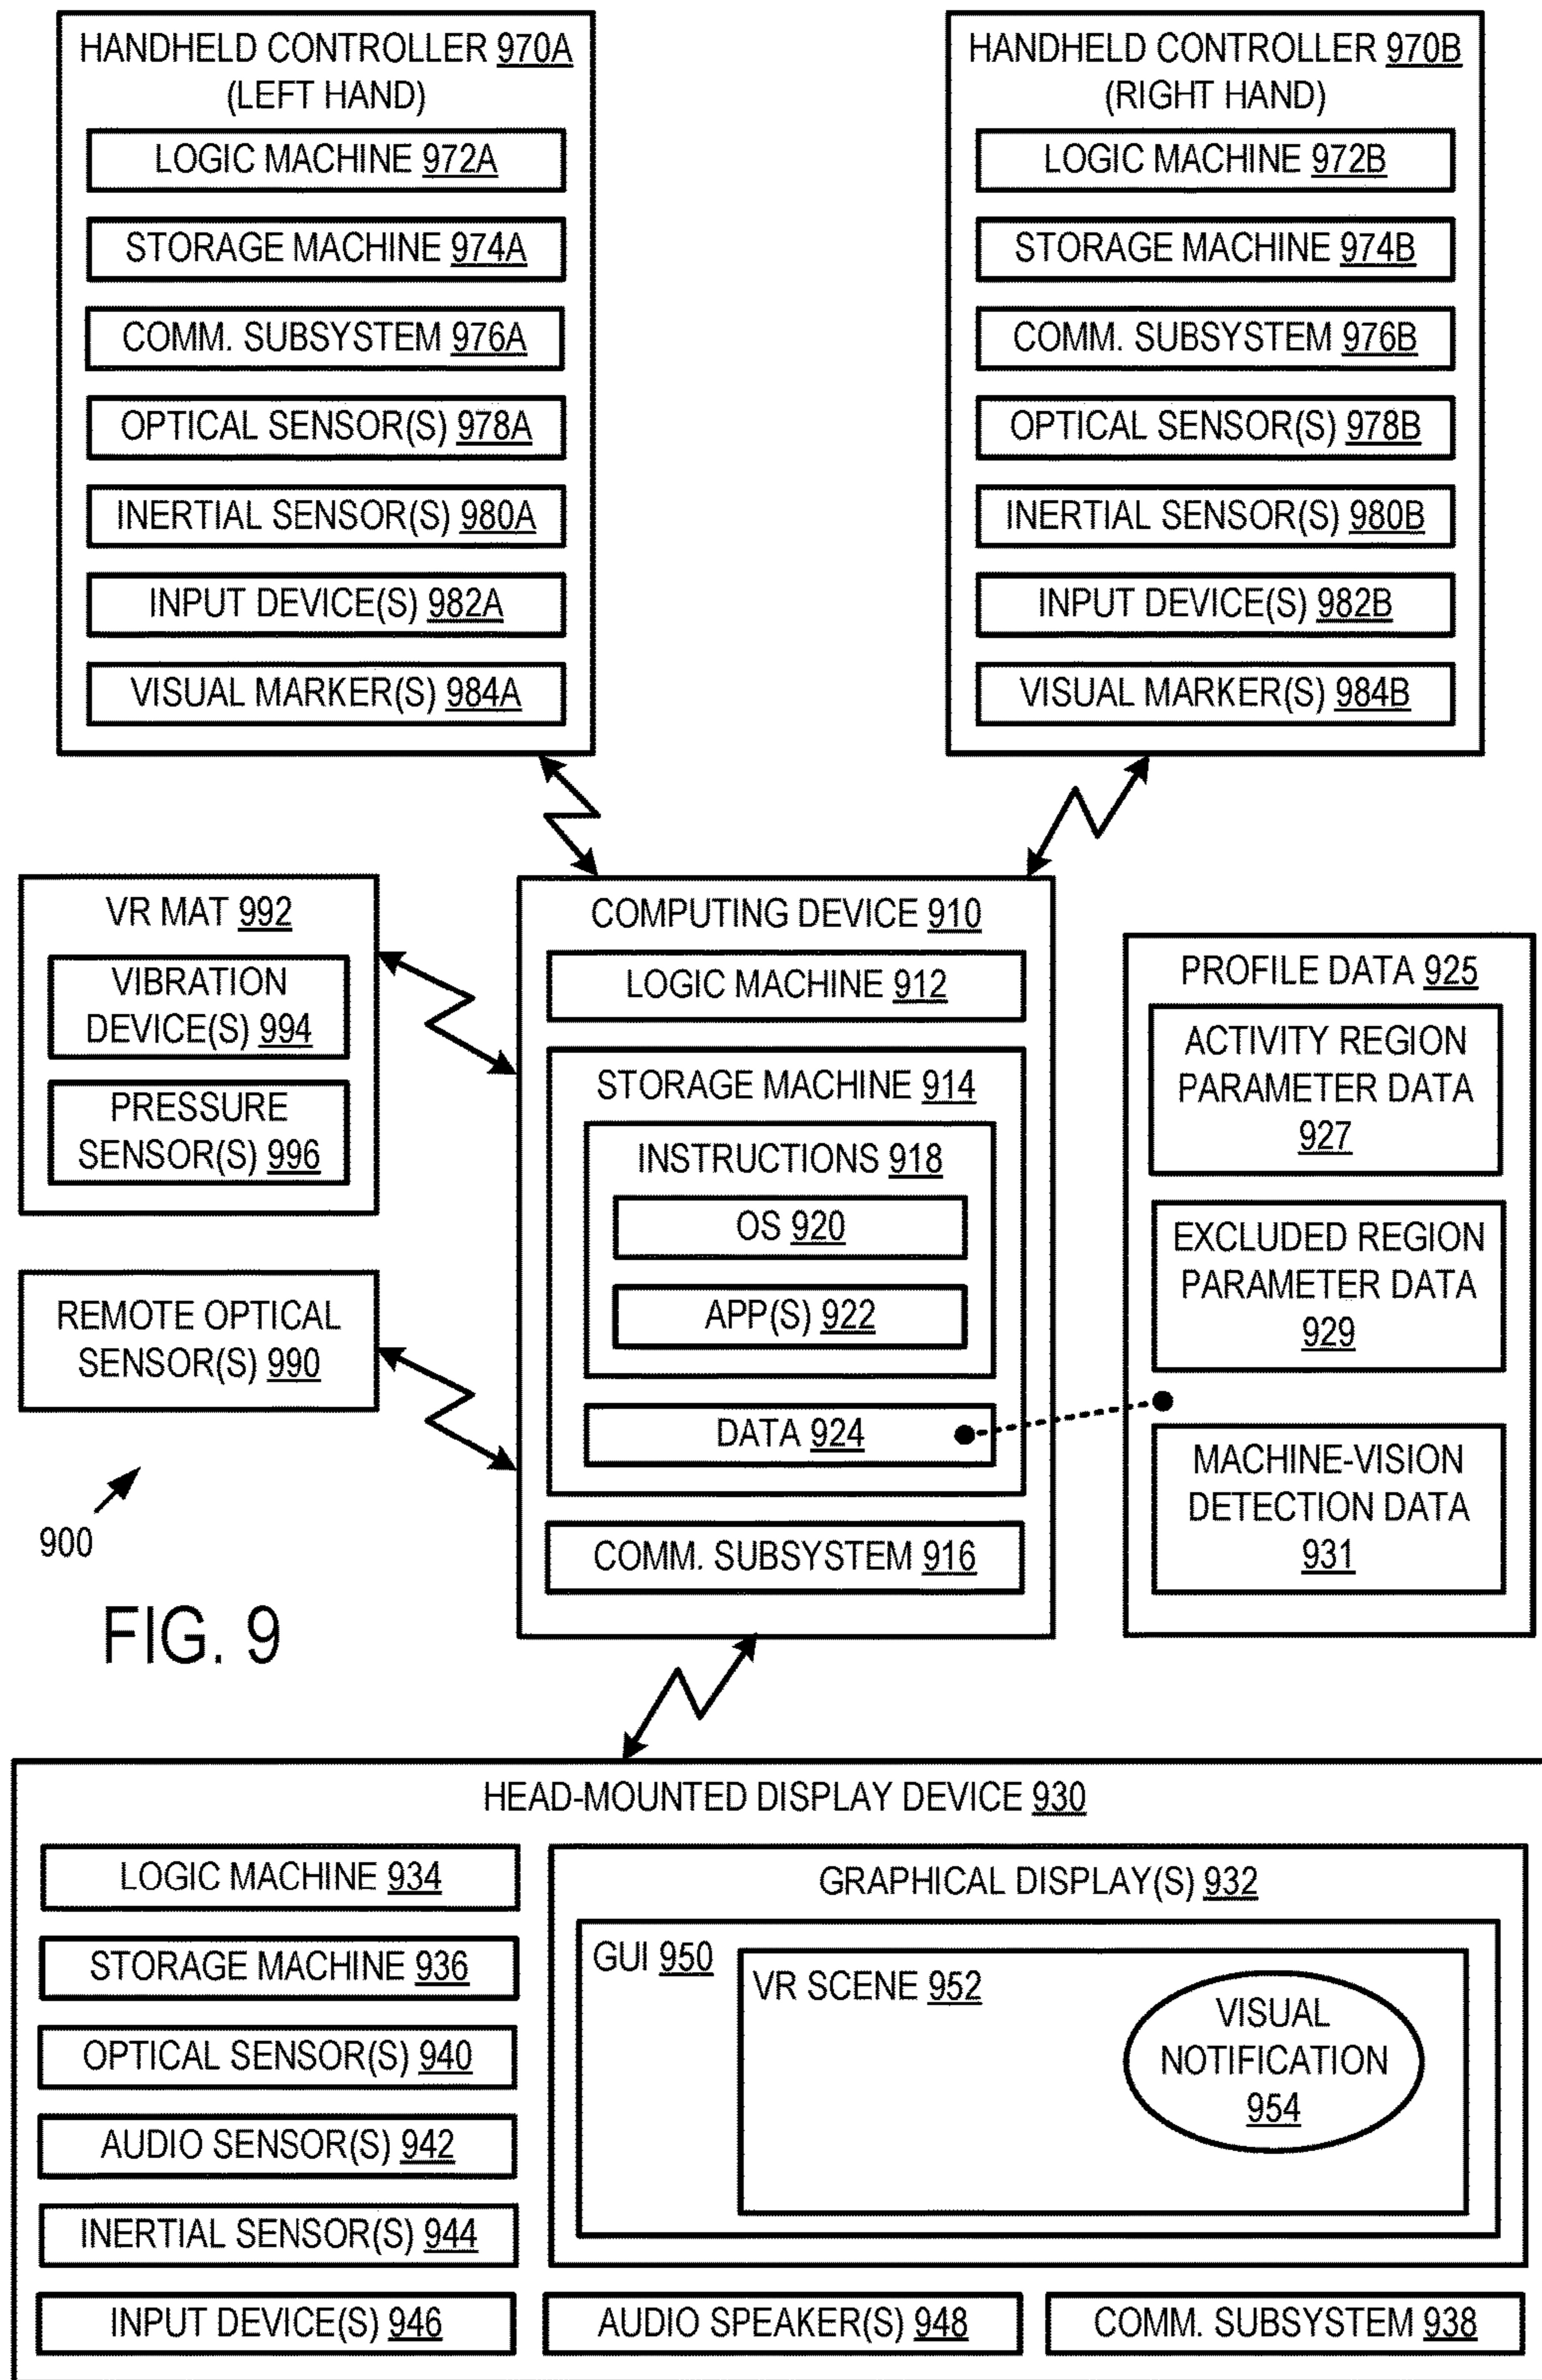 HANDHELD CONTROLLER 970A
(LEFT HAND)
LOGIC MACHINE 972A
STORAGE MACHINE 974A
COMM. SUBSYSTEM 976A
OPTICAL SENSOR(S) 978A
INERTIAL SENSOR(S) 980A
INPUT DEVICE(S) 982A
VISUAL MARKER(S) 984A
HANDHELD CONTROLLER 970B
(RIGHT HAND)
LOGIC MACHINE 972B
STORAGE MACHINE 974B
COMM. SUBSYSTEM 976B
OPTICAL SENSOR(S) 978B
INERTIAL SENSOR(S) 980B
INPUT DEVICE(S) 982B
VISUAL MARKER(S) 984B
VR MAT 992
VIBRATION
DEVICE(S) 994
PRESSURE
SENSOR(S) 996
REMOTE OPTICAL
SENSOR(S) 990
900
FIG. 9
COMPUTING DEVICE 910
LOGIC MACHINE 912
STORAGE MACHINE 914
INSTRUCTIONS 918
OS 920
APP(S) 922
DATA 924
COMM. SUBSYSTEM 916
PROFILE DATA 925
ACTIVITY REGION
PARAMETER DATA
927
EXCLUDED REGION
PARAMETER DATA
929
MACHINE-VISION
DETECTION DATA
931
HEAD-MOUNTED DISPLAY DEVICE 930
LOGIC MACHINE 934
STORAGE MACHINE 936
OPTICAL SENSOR(S) 940
AUDIO SENSOR(S) 942
INERTIAL SENSOR(S) 944
INPUT DEVICE(S) 946
GRAPHICAL DISPLAY(S) 932
GUI 950
VR SCENE 952
VISUAL
NOTIFICATION
954
AUDIO SPEAKER(S) 948
COMM. SUBSYSTEM 938